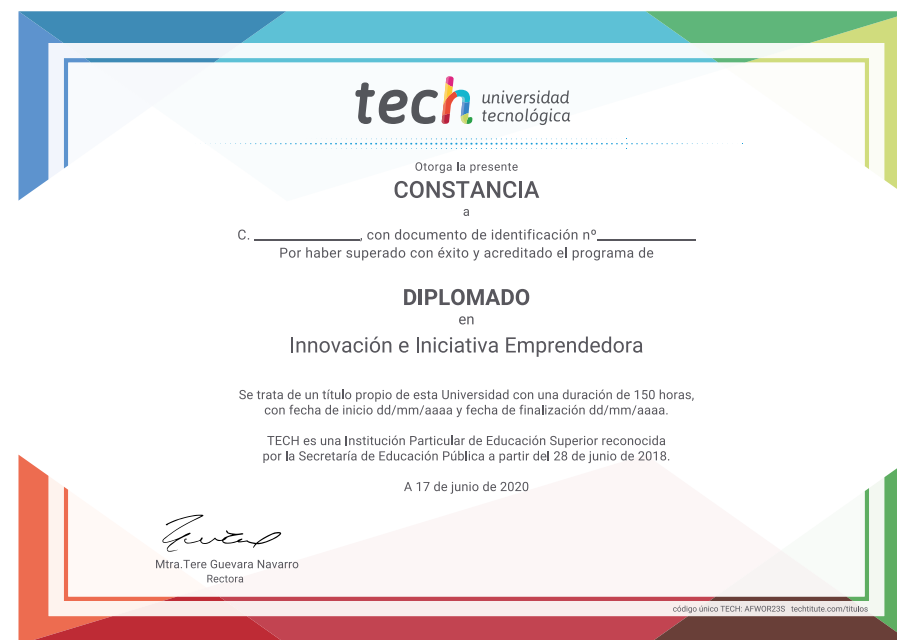 tech universidad
tecnológica
Otorga la presente
CONSTANCIA
a
C. ____________, con documento de identificación nº____________
Por haber superado con éxito y acreditado el programa de
DIPLOMADO
en
Innovación e Iniciativa Emprendedora
Se trata de un título propio de esta Universidad con una duración de 150 horas,
con fecha de inicio dd/mm/aaaa y fecha de finalización dd/mm/aaaa.
TECH es una Institución Particular de Educación Superior reconocida
por la Secretaría de Educación Pública a partir del 28 de junio de 2018.
A 17 de junio de 2020
Mtra.Tere Guevara Navarro
Rectora
código único TECH: AFWOR23S techtitute.com/titulos